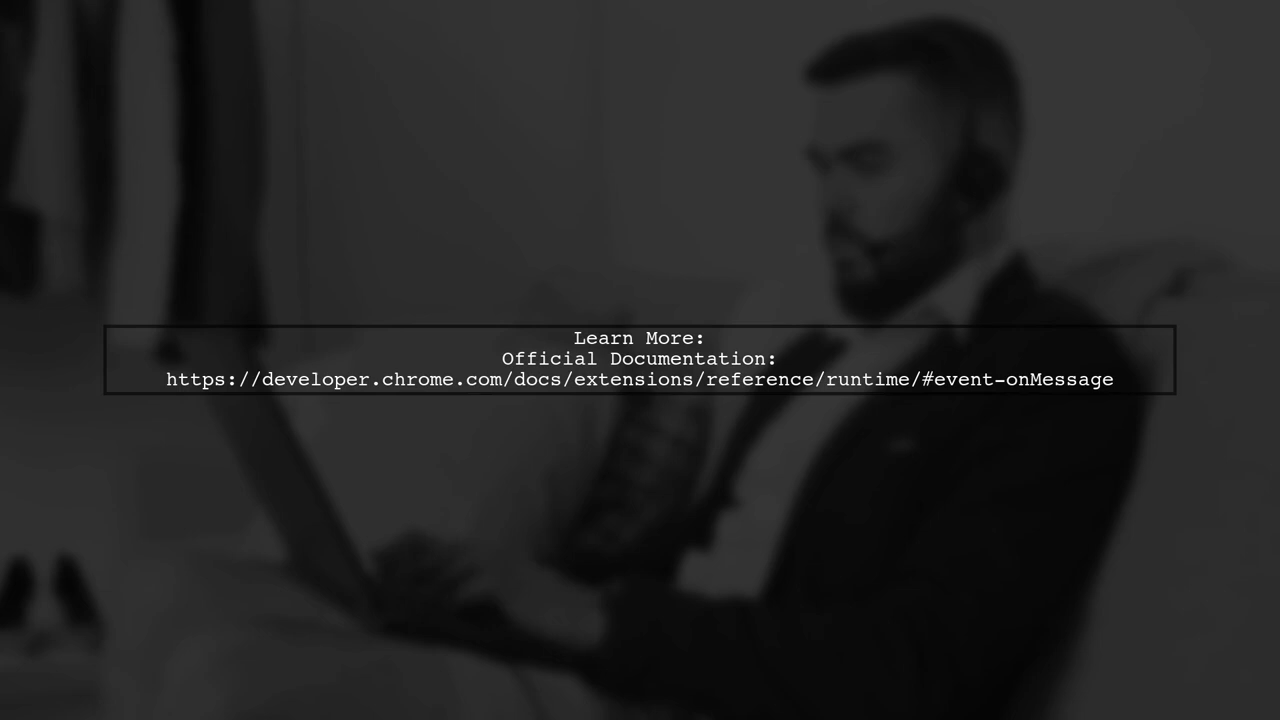 Learn More:
Official Documentation:
https://developer.chrome.com/docs/extensions/reference/runtime/#event-onMessage